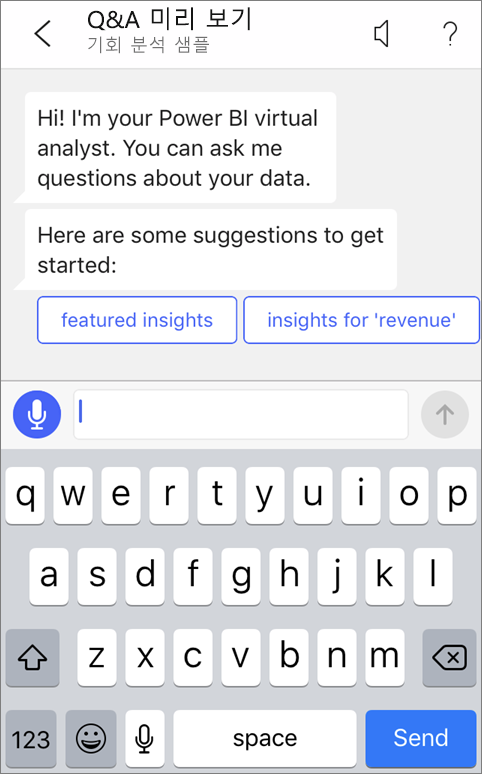 Q&A 미리 보기
기회 분석 샘플
?
Hi! I'm your Power BI virtual
analyst. You can ask me
questions about your data.
Here are some suggestions to get
started:
featured insights
insights for 'revenue'
q w e r t y u i o p
a s d f g h j k l
z x c v b n m
123 space Send